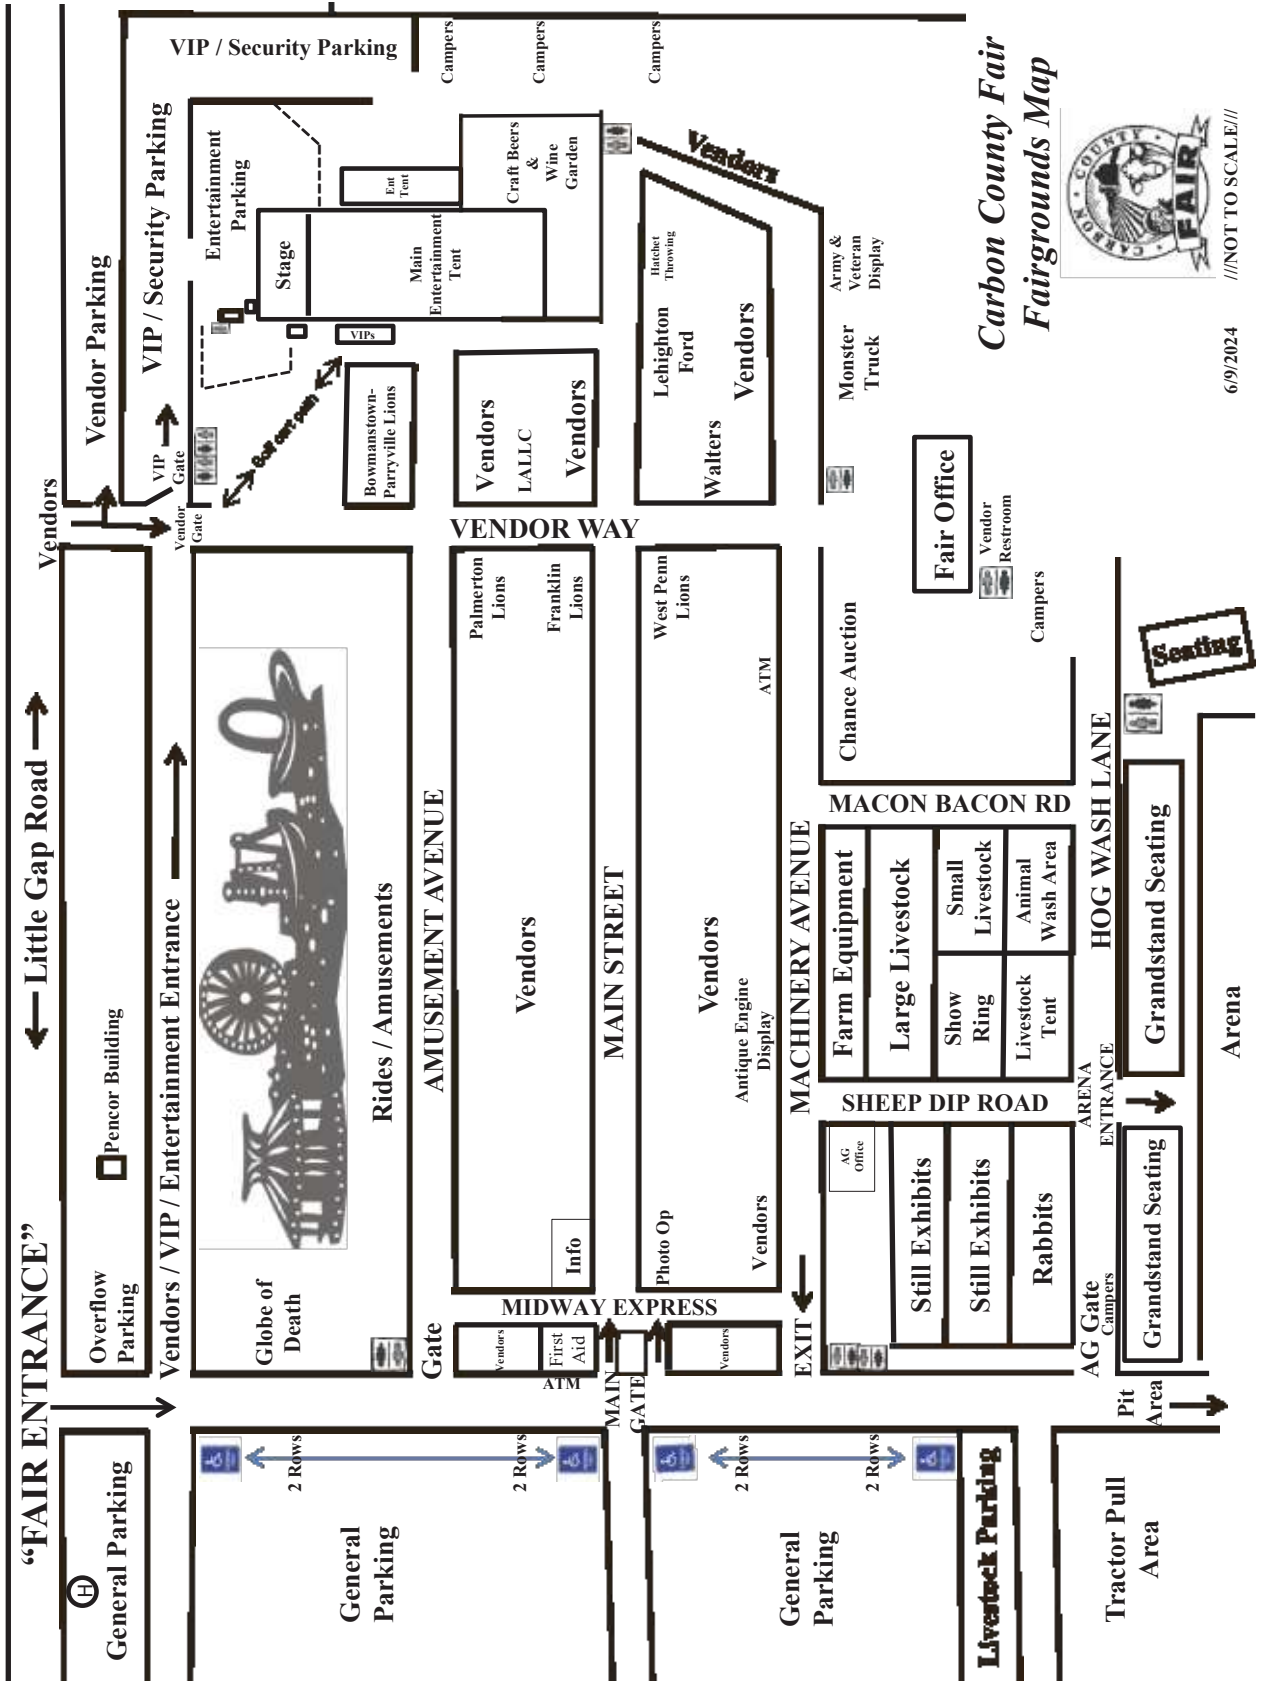 Carbon County Fair
Fairgrounds Map
CARBON • COUNTY
FAIR
6/9/2024
///NOT TO SCALE///
“FAIR ENTRANCE”
Little Gap Road
Vendors
Vendor Parking
H
General Parking
Overflow
Parking
Pencor Building
Vendors / VIP / Entertainment Entrance
Vendor
Gate
VIP
Gate
VIP / Security Parking
VIP / Security Parking
Globe of
Death
Rides / Amusements
Golf cart path
Entertainment
Parking
Stage
Main
Entertainment
Tent
Ent
Tent
VIPs
Bowmanstown-
Parryville Lions
Craft Beers
&
Wine
Garden
Campers
Campers
Campers
2 Rows
2 Rows
General
Parking
Gate
AMUSEMENT AVENUE
VENDOR WAY
Vendors
First
Aid
ATM
MIDWAY EXPRESS
Info
Vendors
Palmerton
Lions
Franklin
Lions
Vendors
LALLC
Vendors
MAIN
GATE
MAIN STREET
2 Rows
2 Rows
General
Parking
Vendors
Photo Op
Vendors
Vendors
Antique Engine
Display
West Penn
Lions
ATM
Walters
Lehighton
Ford
Hatchet
Throwing
Vendors
Vendors
EXIT
MACHINERY AVENUE
Chance Auction
Monster
Truck
Army &
Veteran
Display
AG
Office
Still Exhibits
Still Exhibits
Rabbits
SHEEP DIP ROAD
Farm Equipment
Large Livestock
Show
Ring
Small
Livestock
Livestock
Tent
Animal
Wash Area
MACON BACON RD
Fair Office
Vendor
Restroom
Campers
Livestock Parking
AG Gate
Campers
ARENA
ENTRANCE
HOG WASH LANE
Tractor Pull
Area
Pit
Area
Grandstand Seating
Grandstand Seating
Seating
Arena